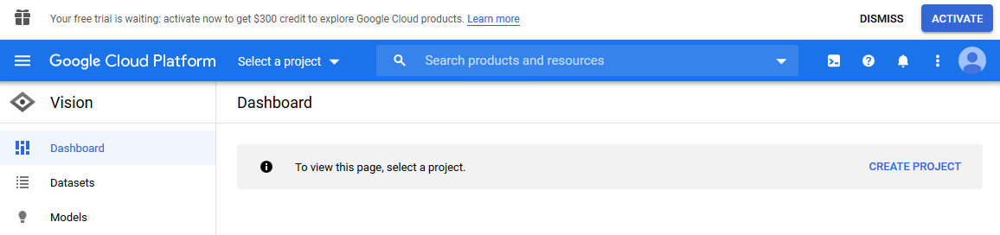 Your free trial is waiting: activate now to get $300 credit to explore Google Cloud products. Learn more
DISMISS
ACTIVATE
Google Cloud Platform
Select a project
Search products and resources
Vision
Dashboard
Dashboard
To view this page, select a project.
CREATE PROJECT
Datasets
Models